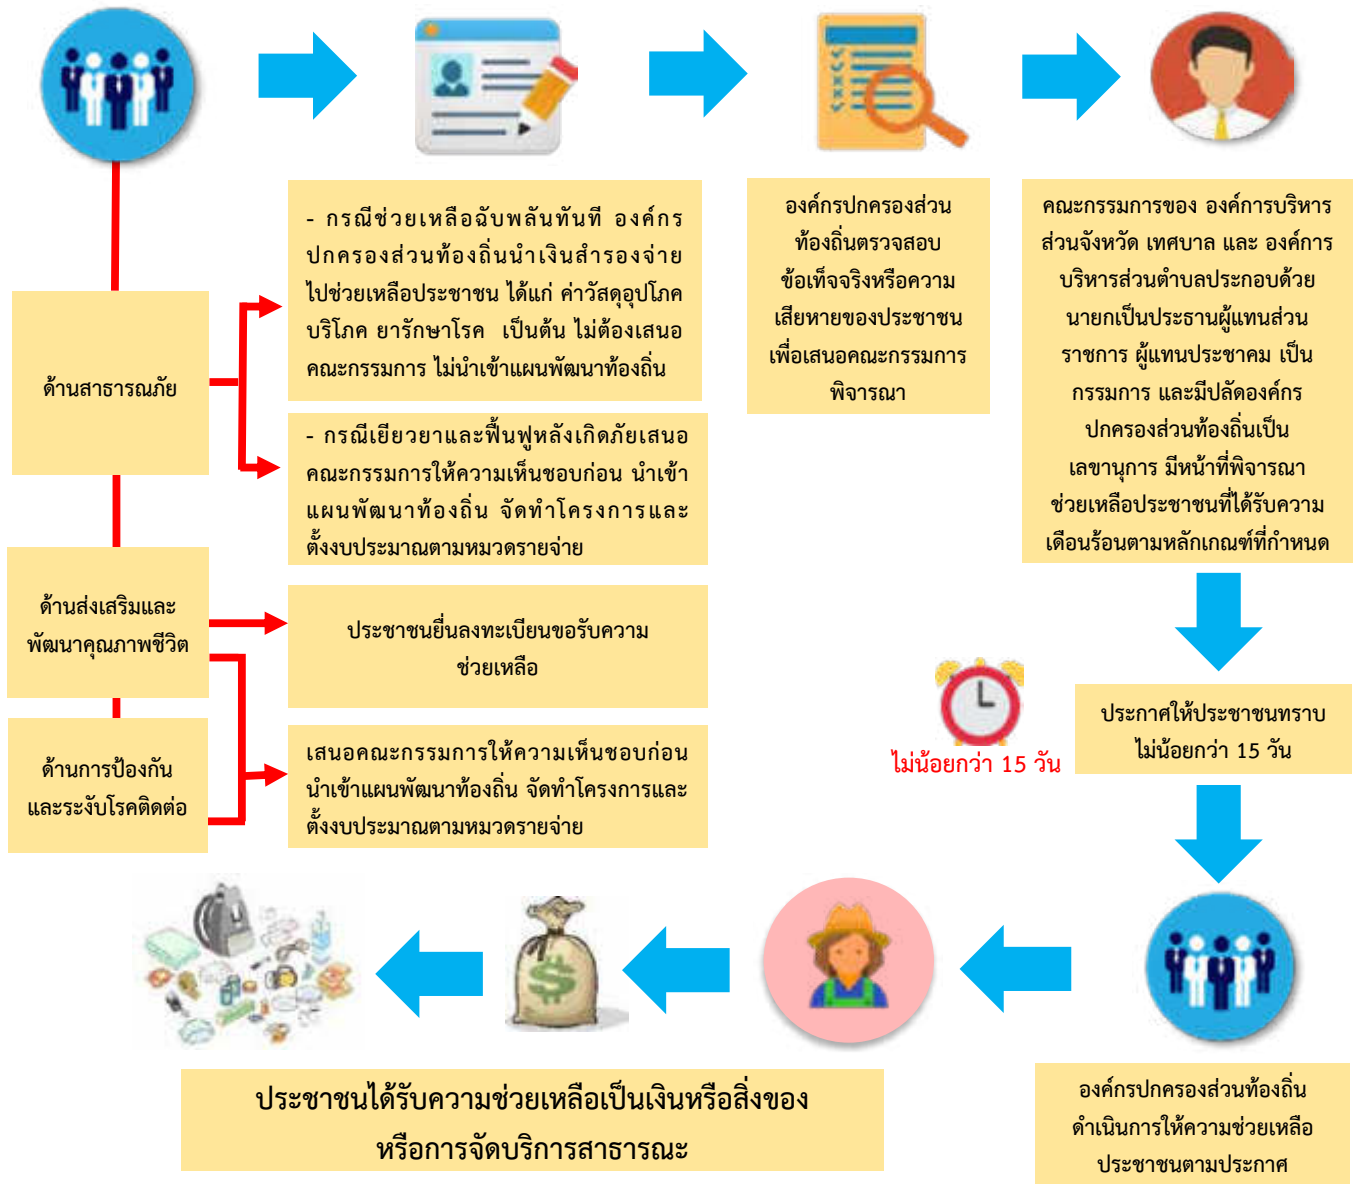 - กรณีช่วยเหลือฉับพลันทันที องค์กร
ปกครองส่วนท้องถิ่นนำเงินสำรองจ่าย
ไปช่วยเหลือประชาชน ได้แก่ ค่าวัสดุอุปโภค
บริโภค ยารักษาโรค เป็นต้น ไม่ต้องเสนอ
คณะกรรมการ ไม่นำเข้าแผนพัฒนาท้องถิ่น
องค์กรปกครองส่วน
ท้องถิ่นตรวจสอบ
ข้อเท็จจริงหรือความ
เสียหายของประชาชน
เพื่อเสนอคณะกรรมการ
พิจารณา
คณะกรรมการของ องค์การบริหาร
ส่วนจังหวัด เทศบาล และ องค์การ
บริหารส่วนตำบลประกอบด้วย
นายกเป็นประธานผู้แทนส่วน
ราชการ ผู้แทนประชาคม เป็น
กรรมการ และมีปลัดองค์กร
ปกครองส่วนท้องถิ่นเป็น
เลขานุการ มีหน้าที่พิจารณา
ช่วยเหลือประชาชนที่ได้รับความ
เดือนร้อนตามหลักเกณฑ์ที่กำหนด
ด้านสาธารณภัย
- กรณีเยียวยาและฟื้นฟูหลังเกิดภัยเสนอ
คณะกรรมการให้ความเห็นชอบก่อน นำเข้า
แผนพัฒนาท้องถิ่น จัดทำโครงการและ
ตั้งงบประมาณตามหมวดรายจ่าย
ด้านส่งเสริมและ
พัฒนาคุณภาพชีวิต
ประชาชนยื่นลงทะเบียนขอรับความ
ช่วยเหลือ
ด้านการป้องกัน
และระงับโรคติดต่อ
เสนอคณะกรรมการให้ความเห็นชอบก่อน
นำเข้าแผนพัฒนาท้องถิ่น จัดทำโครงการและ
ตั้งงบประมาณตามหมวดรายจ่าย
ไม่น้อยกว่า 15 วัน
ประกาศให้ประชาชนทราบ
ไม่น้อยกว่า 15 วัน
องค์กรปกครองส่วนท้องถิ่น
ดำเนินการให้ความช่วยเหลือ
ประชาชนตามประกาศ
ประชาชนได้รับความช่วยเหลือเป็นเงินหรือสิ่งของ
หรือการจัดบริการสาธารณะ